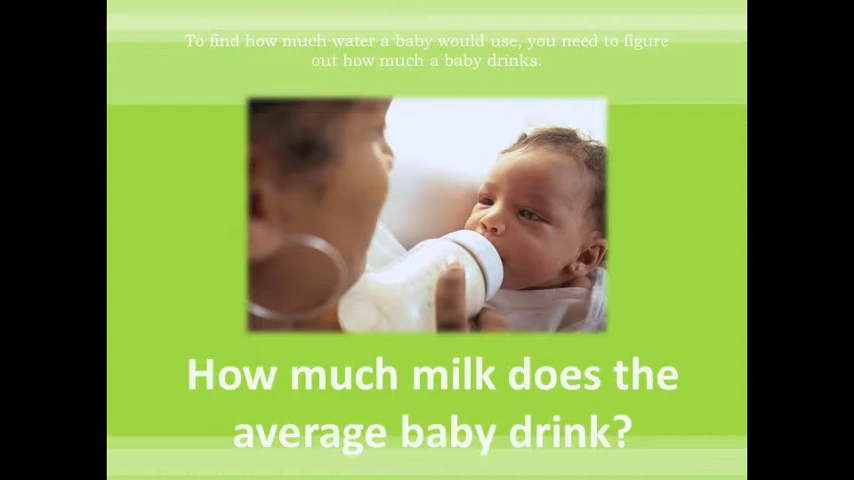 To find how much water a baby would use, you need to figure
out how much a baby drinks.
How much milk does the
average baby drink?